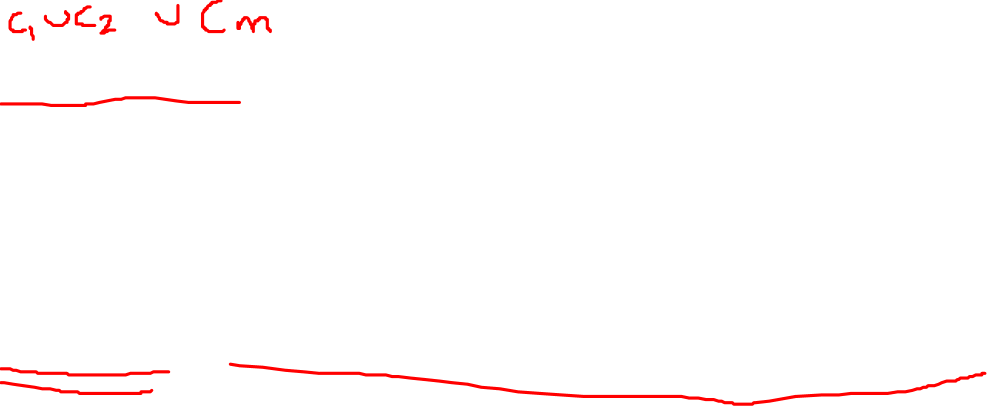 C₁ ∪ C₂ ∪ Cm